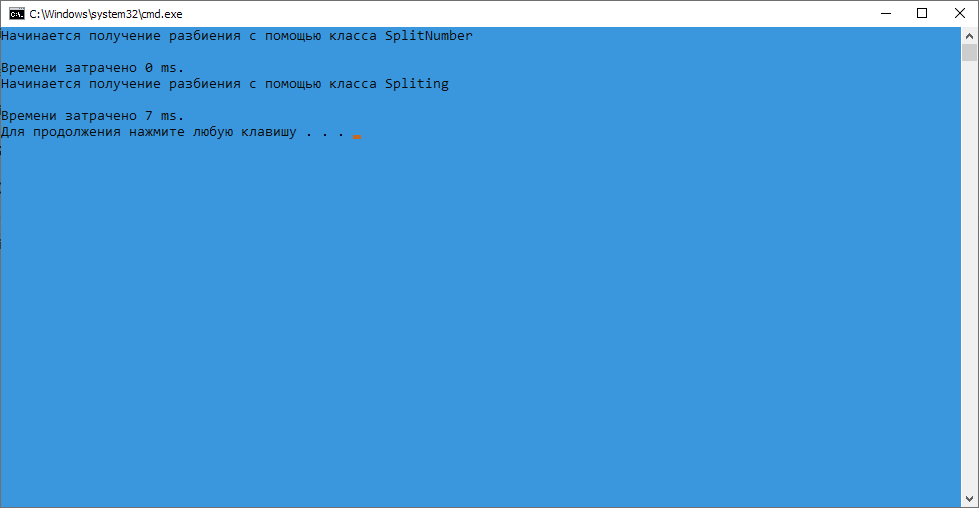 C:\Windows\system32\cmd.exe
Начинается получение разбиения с помощью класса SplitNumber
Времени затрачено 0 ms.
Начинается получение разбиения с помощью класса Spliting
Времени затрачено 7 ms.
Для продолжения нажмите любую клавишу . . .